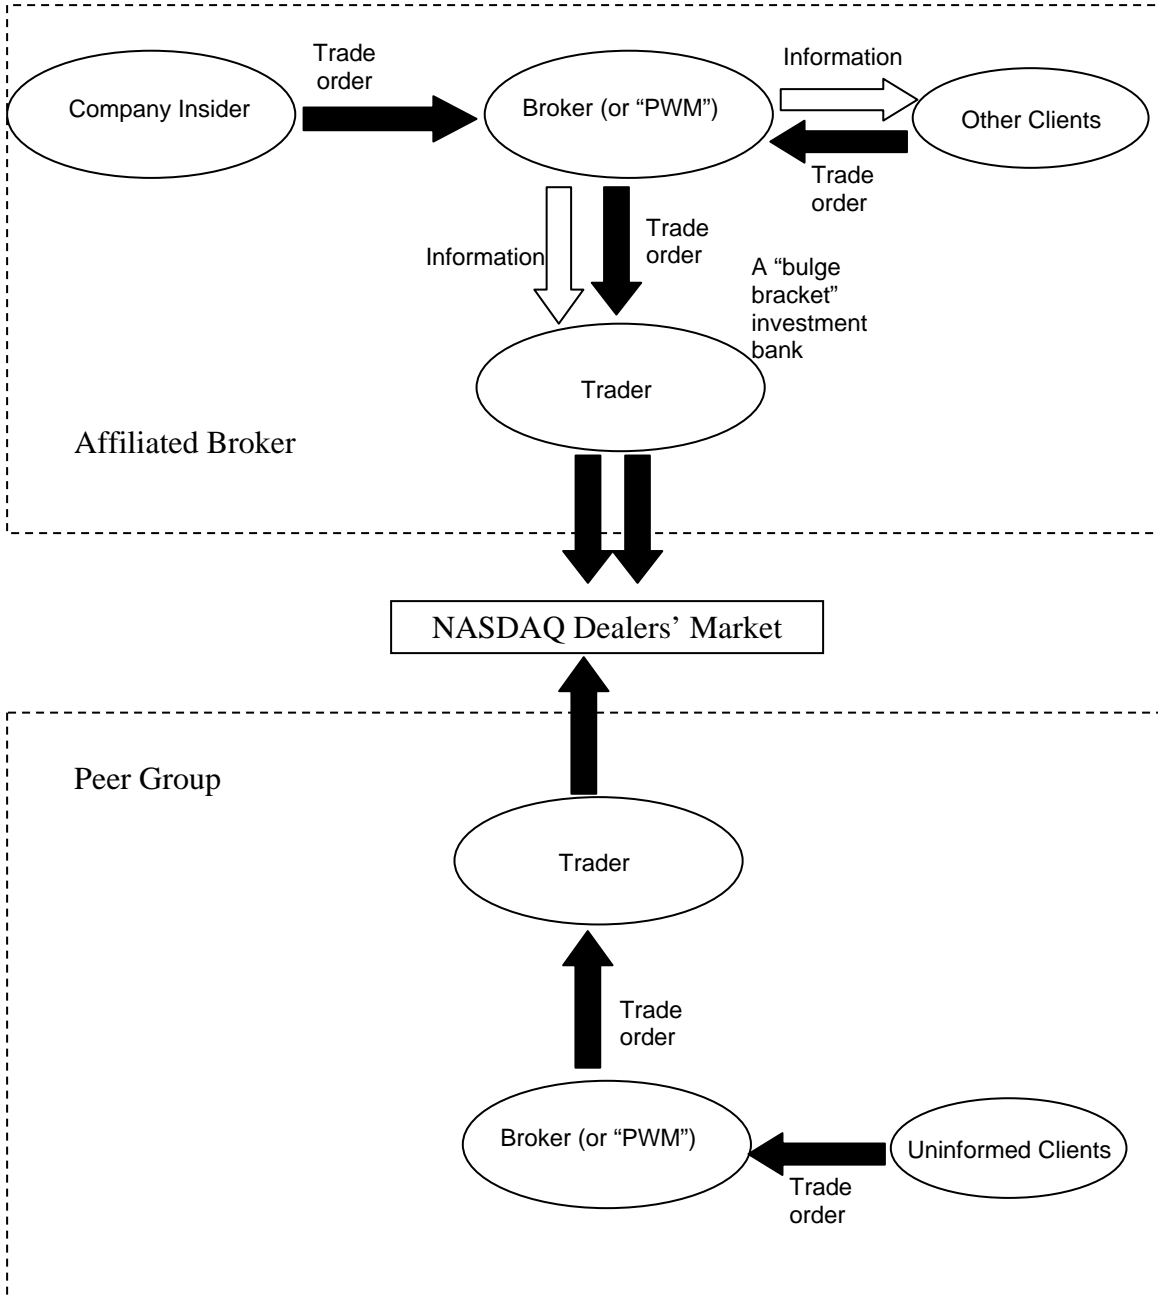 Trade
order
Company Insider
Broker (or “PWM”)
Information
Other Clients
Trade
order
Information
Trade
order
A “bulge
bracket”
investment
bank
Trader
Affiliated Broker
NASDAQ Dealers’ Market
Peer Group
Trader
Trade
order
Broker (or “PWM”)
Uninformed Clients
Trade
order